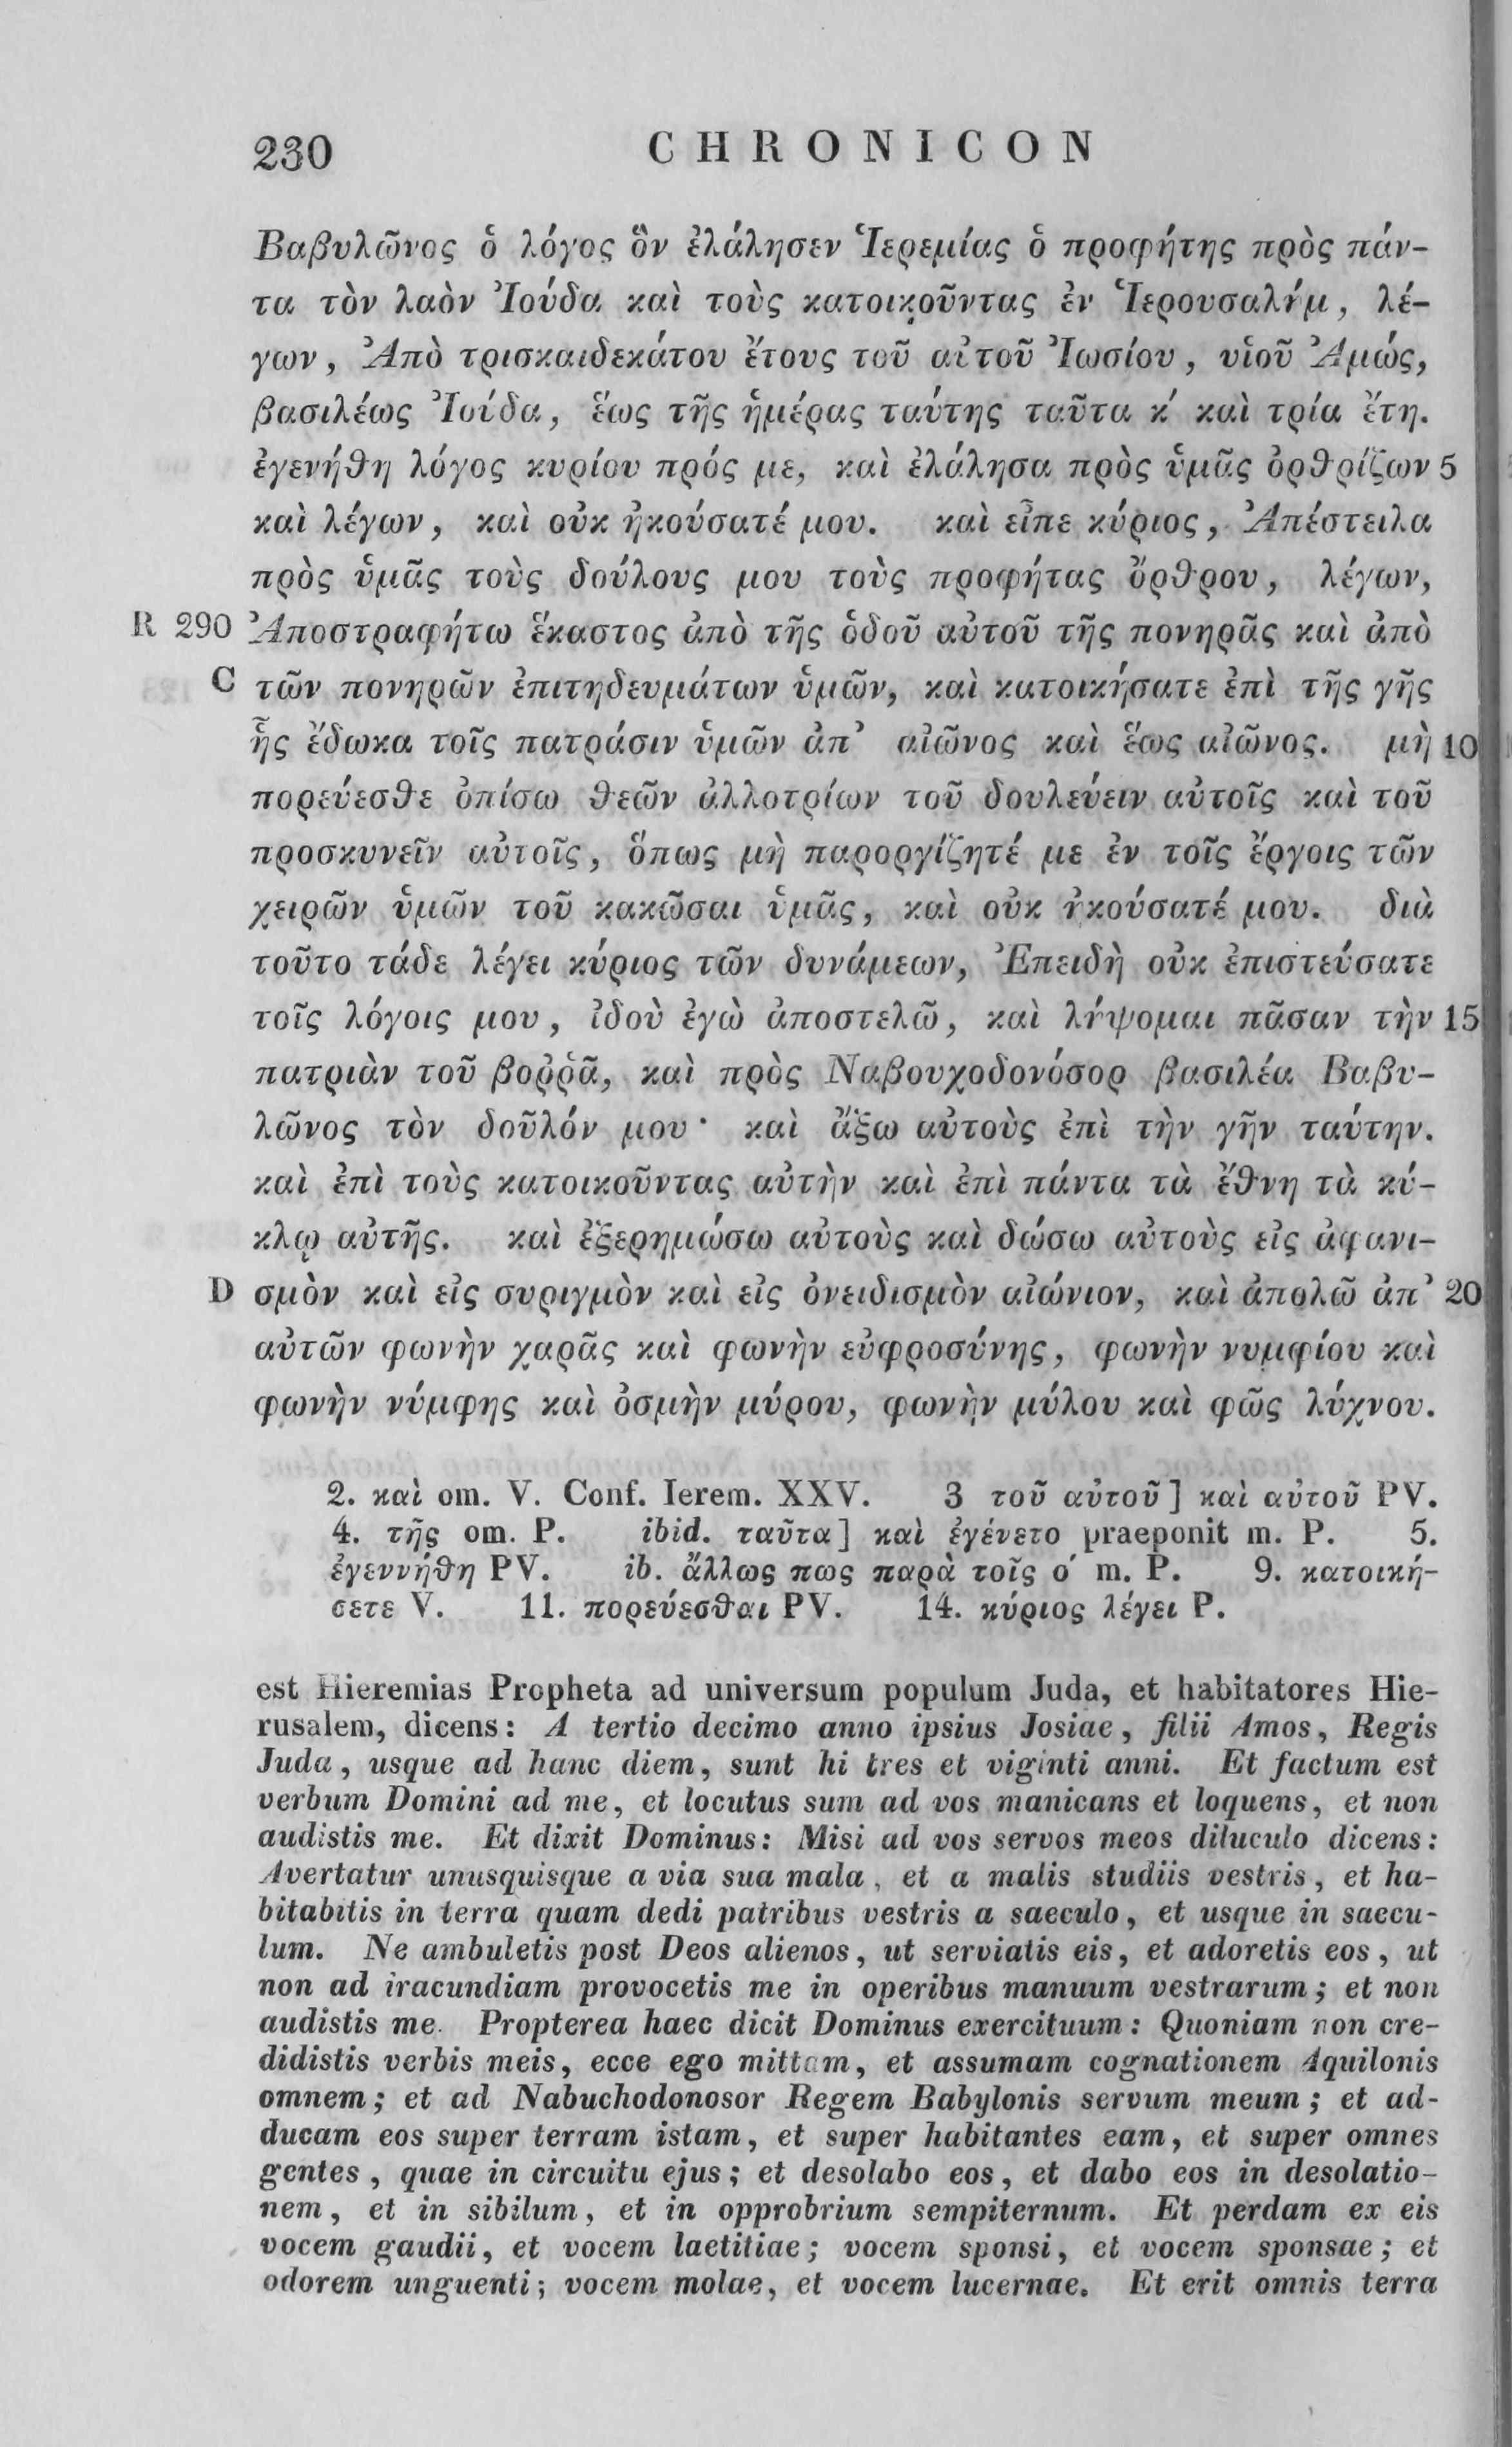 230 CHRONICON
Βαβυλῶνος ὁ λόγος ὃν ἐλάλησεν Ἱερεμίας ὁ προφήτης πρὸς πάν-
τα τὸν λαὸν Ἰούδα καὶ τοὺς κατοικοῦντας ἐν Ἱερουσαλήμ, λέ-
γων, Ἀπὸ τρισκαιδεκάτου ἔτους τοῦ αὐτοῦ Ἰωσίου, υἱοῦ Ἀμώς,
βασιλέως Ἰούδα, ἕως τῆς ἡμέρας ταύτης ταῦτα κʹ καὶ τρία ἔτη.
ἐγενήθη λόγος κυρίου πρός με, καὶ ἐλάλησα πρὸς ὑμᾶς ὀρθρίζων 5
καὶ λέγων, καὶ οὐκ ἠκούσατέ μου. καὶ εἶπε κύριος, Ἀπέστειλα
πρὸς ὑμᾶς τοὺς δούλους μου τοὺς προφήτας ὄρθρου, λέγων,
R 290 Ἀποστραφήτω ἕκαστος ἀπὸ τῆς ὁδοῦ αὐτοῦ τῆς πονηρᾶς καὶ ἀπὸ
C τῶν πονηρῶν ἐπιτηδευμάτων ὑμῶν, καὶ κατοικήσατε ἐπὶ τῆς γῆς
ἧς ἔδωκα τοῖς πατράσιν ὑμῶν ἀπ’ αἰῶνος καὶ ἕως αἰῶνος. μὴ 10
πορεύεσθε ὀπίσω θεῶν ἀλλοτρίων τοῦ δουλεύειν αὐτοῖς καὶ τοῦ
προσκυνεῖν αὐτοῖς, ὅπως μὴ παροργίζητέ με ἐν τοῖς ἔργοις τῶν
χειρῶν ὑμῶν τοῦ κακῶσαι ὑμᾶς, καὶ οὐκ ἠκούσατέ μου. διὰ
τοῦτο τάδε λέγει κύριος τῶν δυνάμεων, Ἐπειδὴ οὐκ ἐπιστεύσατε
τοῖς λόγοις μου, ἰδοὺ ἐγὼ ἀποστελῶ, καὶ λήψομαι πᾶσαν τὴν 15
πατριὰν τοῦ βοῤῥᾶ, καὶ πρὸς Ναβουχοδονόσορ βασιλέα Βαβυ-
λῶνος τὸν δοῦλόν μου· καὶ ἄξω αὐτοὺς ἐπὶ τὴν γῆν ταύτην.
καὶ ἐπὶ τοὺς κατοικοῦντας αὐτὴν καὶ ἐπὶ πάντα τὰ ἔθνη τὰ κύ-
κλῳ αὐτῆς. καὶ ἐξερημώσω αὐτοὺς καὶ δώσω αὐτοὺς εἰς ἀφανι-
D σμὸν καὶ εἰς συριγμὸν καὶ εἰς ὀνειδισμὸν αἰώνιον, καὶ ἀπολῶ ἀπ’ 20
αὐτῶν φωνὴν χαρᾶς καὶ φωνὴν εὐφροσύνης, φωνὴν νυμφίου καὶ
φωνὴν νύμφης καὶ ὀσμὴν μύρου, φωνὴν μύλου καὶ φῶς λύχνου.
2. καὶ om. V. Conf. Ierem. XXV. 3 τοῦ αὐτοῦ] καὶ αὐτοῦ PV.
4. τῆς om. P. ibid. ταῦτα] καὶ ἐγένετο praeponit m. P. 5.
ἐγεννήθη PV. ib. ἄλλως πως παρὰ τοῖς ό m. P. 9. κατοική-
σετε V. 11. πορεύεσθαι PV. 14. κύριος λέγει P.
est Hieremias Propheta ad universum populum Juda, et habitatores Hie-
rusalem, dicens: A tertio decimo anno ipsius Josiae, filii Amos, Regis
Juda, usque ad hanc diem, sunt hi tres et viginti anni. Et factum est
verbum Domini ad me, et locutus sum ad vos manicans et loquens, et non
audistis me. Et dixit Dominus: Misi ad vos servos meos diluculo dicens:
Avertatur unusquisque a via sua mala, et a malis studiis vestris, et ha-
bitabitis in terra quam dedi patribus vestris a saeculo, et usque in saecu-
lum. Ne ambuletis post Deos alienos, ut serviatis eis, et adoretis eos, ut
non ad iracundiam provocetis me in operibus manuum vestrarum; et non
audistis me. Propterea haec dicit Dominus exercituum: Quoniam non cre-
didistis verbis meis, ecce ego mittam, et assumam cognationem Aquilonis
omnem; et ad Nabuchodonosor Regem Babylonis servum meum; et ad-
ducam eos super terram istam, et super habitantes eam, et super omnes
gentes, quae in circuitu ejus; et desolabo eos, et dabo eos in desolatio-
nem, et in sibilum, et in opprobrium sempiternum. Et perdam ex eis
vocem gaudii, et vocem laetitiae; vocem sponsi, et vocem sponsae; et
odorem unguenti; vocem molae, et vocem lucernae. Et erit omnis terra